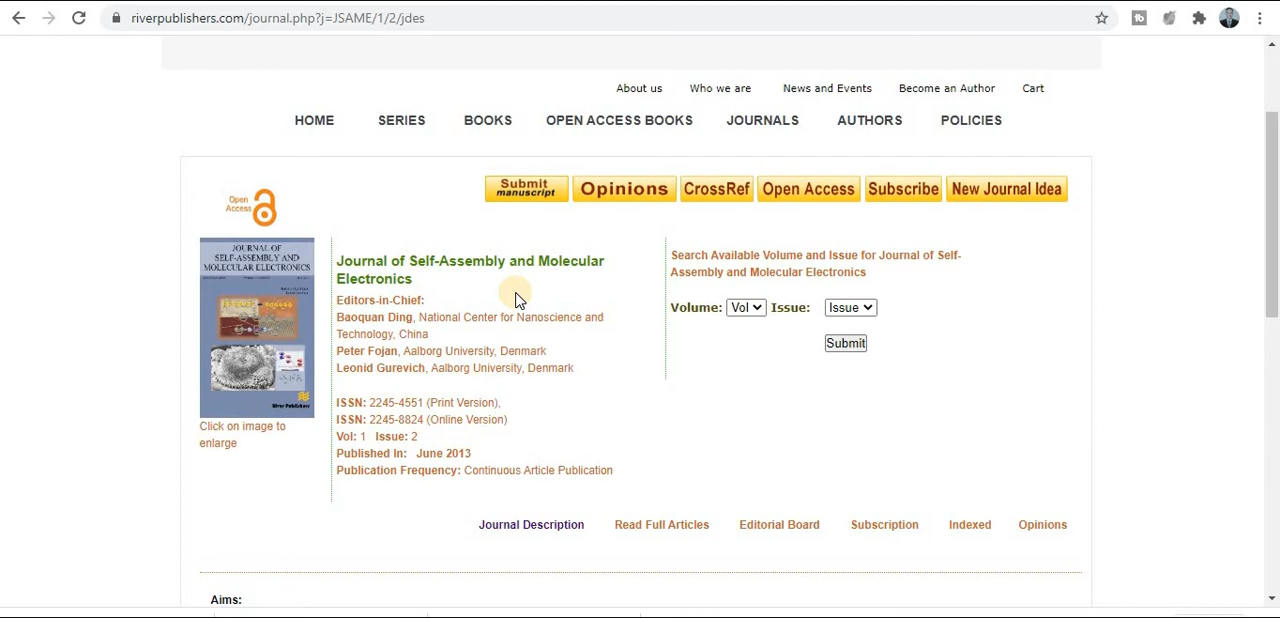 riverpublishers.com/journal.php?j=JSAME/1/2/jdes
About us Who we are News and Events Become an Author Cart
HOME SERIES BOOKS OPEN ACCESS BOOKS JOURNALS AUTHORS POLICIES
Submit manuscript Opinions CrossRef Open Access Subscribe New Journal Idea
Open Access
JOURNAL OF
SELF-ASSEMBLY AND
MOLECULAR ELECTRONICS
River Publishers
Click on image to
enlarge
Journal of Self-Assembly and Molecular
Electronics
Editors-in-Chief:
Baoquan Ding, National Center for Nanoscience and
Technology, China
Peter Fojan, Aalborg University, Denmark
Leonid Gurevich, Aalborg University, Denmark
ISSN: 2245-4551 (Print Version),
ISSN: 2245-8824 (Online Version)
Vol: 1 Issue: 2
Published In: June 2013
Publication Frequency: Continuous Article Publication
Search Available Volume and Issue for Journal of Self-
Assembly and Molecular Electronics
Volume: Vol Issue: Issue
Submit
Journal Description Read Full Articles Editorial Board Subscription Indexed Opinions
Aims: